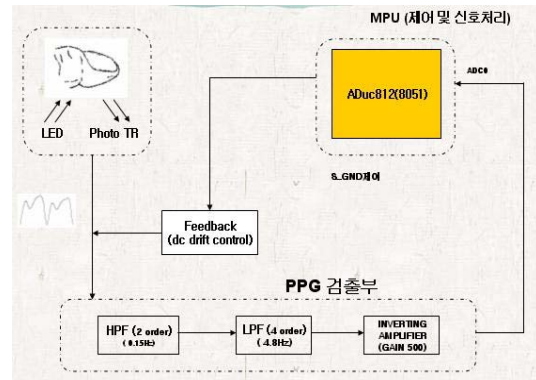 MPU (제어 및 신호처리)
ADuc812(8051)
ADC0
LED
Photo TR
S_GND제어
Feedback
(dc drift control)
PPG 검출부
HPF (2 order)
( 0.15Hz)
LPF (4 order)
( 4.8Hz)
INVERTING
AMPLIFIER
(GAIN 500)